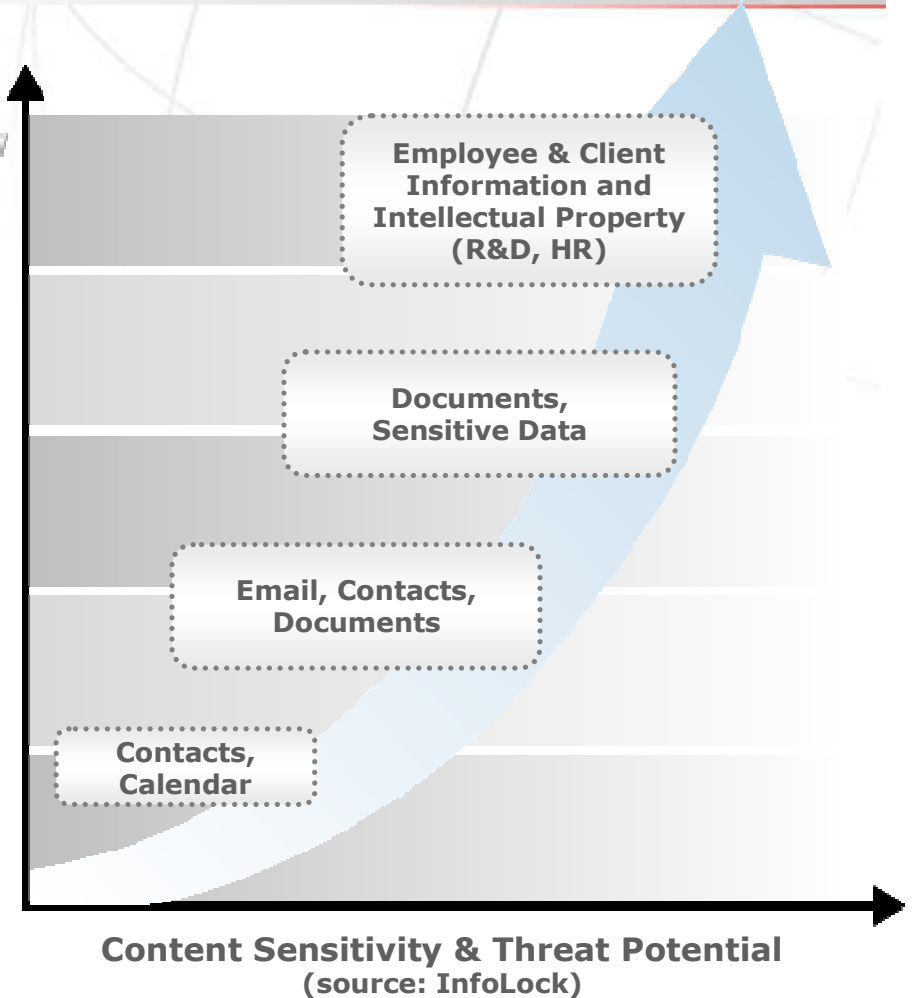 Employee & Client
Information and
Intellectual Property
(R&D, HR)
Documents,
Sensitive Data
Email, Contacts,
Documents
Contacts,
Calendar
Content Sensitivity & Threat Potential
(source: InfoLock)